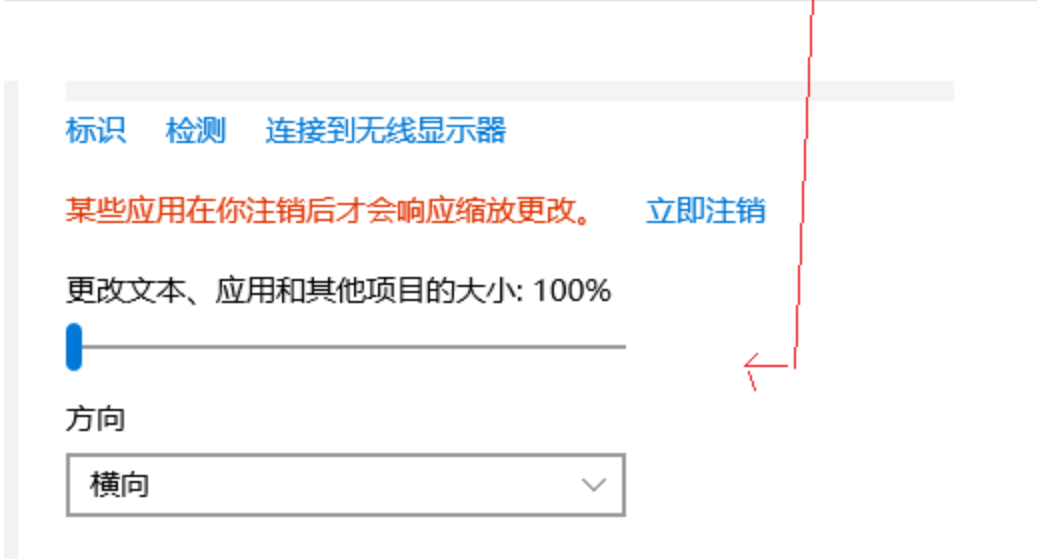 标识 检测 连接到无线显示器
某些应用在你注销后才会响应缩放更改。 立即注销
更改文本、应用和其他项目的大小: 100%
方向
横向